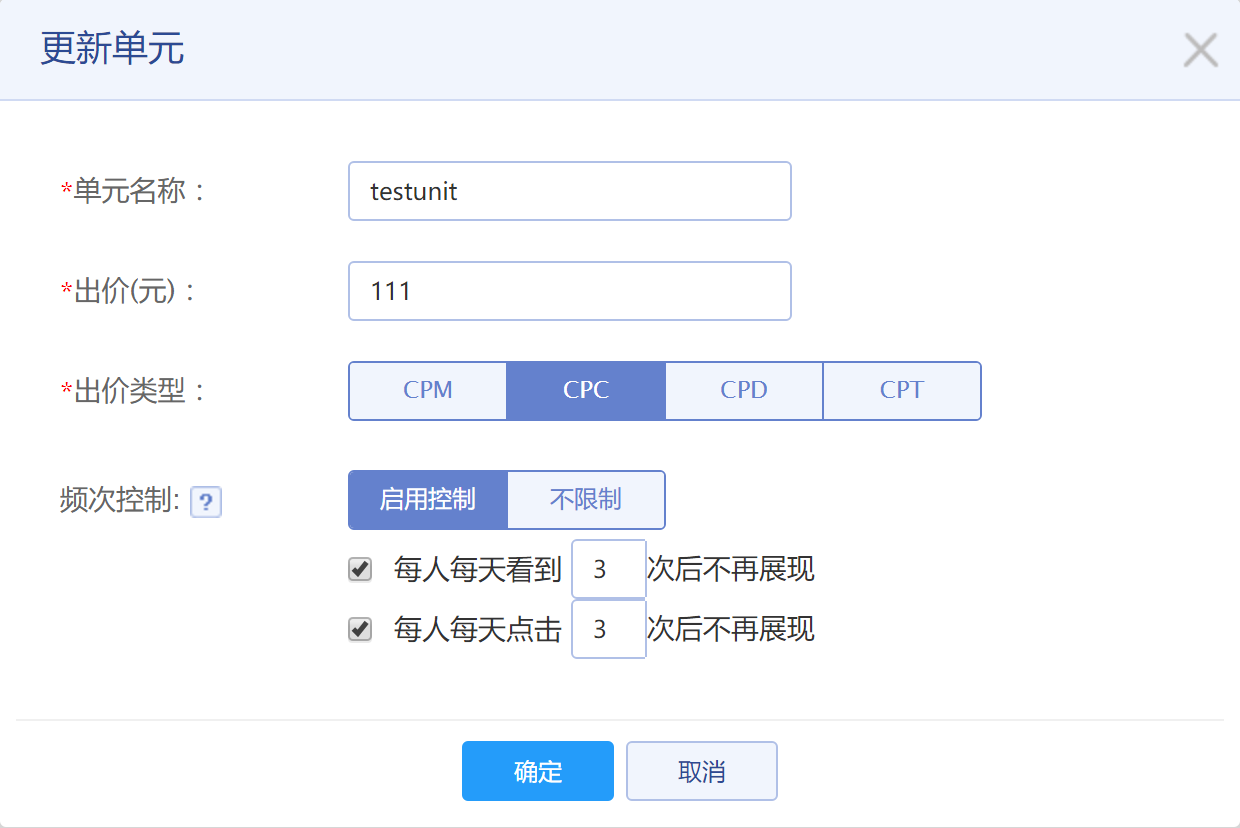 更新单元
*单元名称： testunit
*出价(元)： 111
*出价类型： CPM CPC CPD CPT
频次控制: ? 启用控制 不限制
每人每天看到 3 次后不再展现
每人每天点击 3 次后不再展现
确定 取消